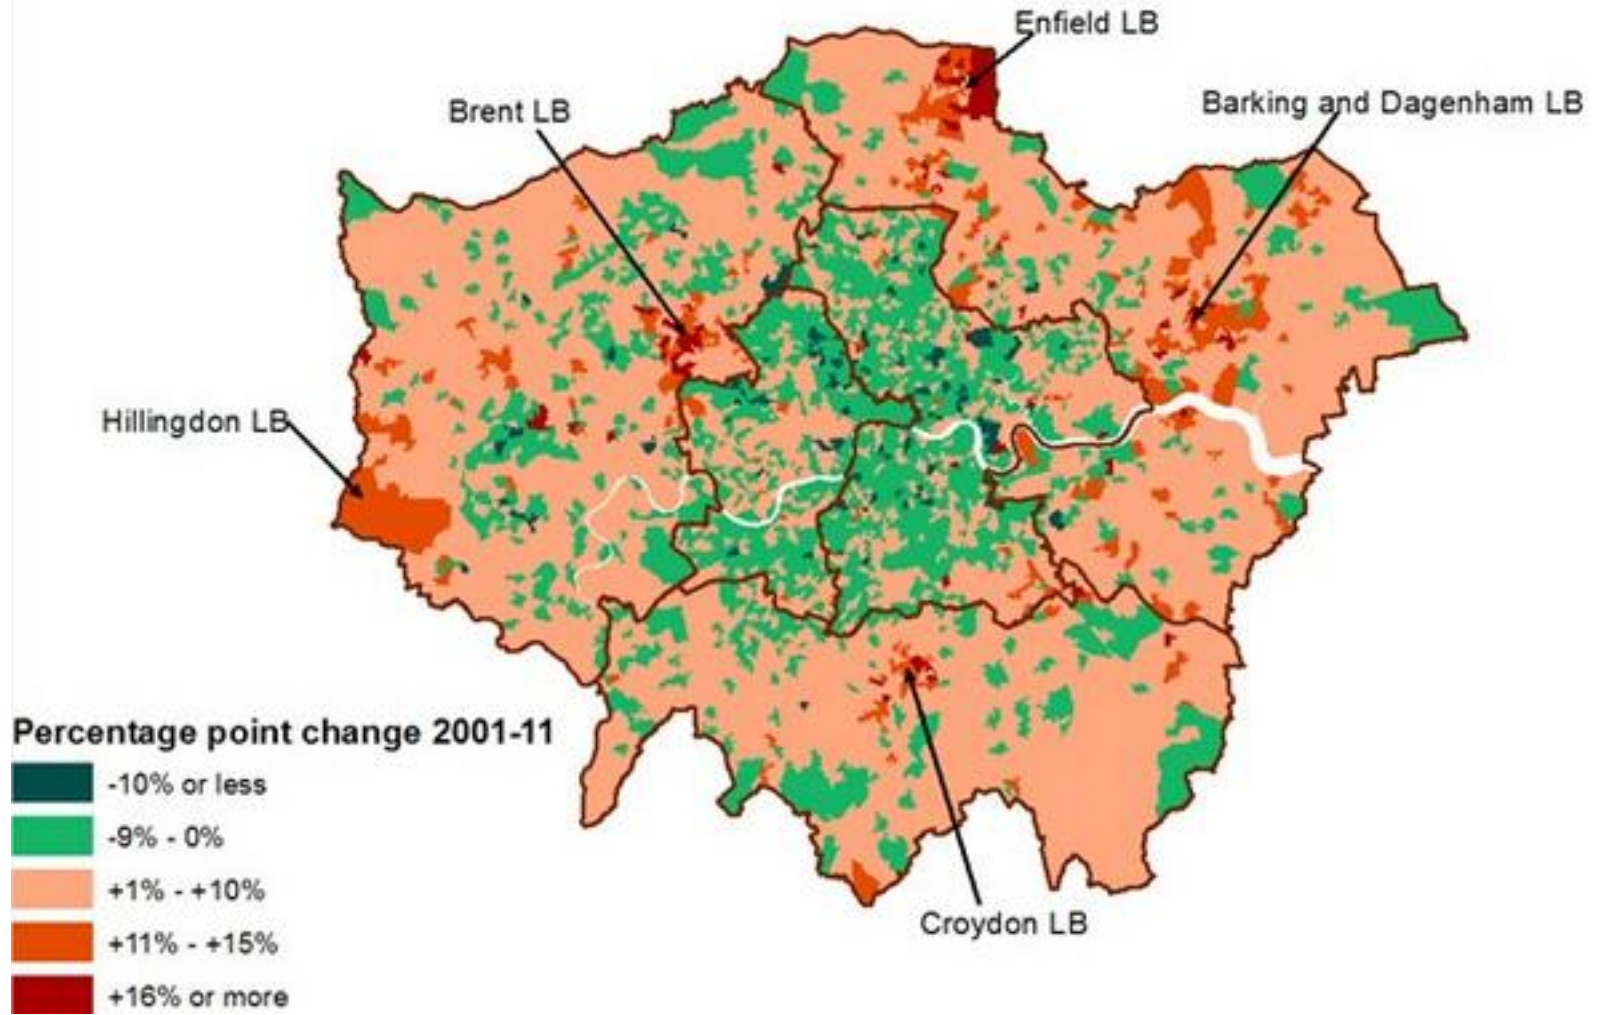 Enfield LB
Brent LB
Barking and Dagenham LB
Hillingdon LB
Croydon LB
Percentage point change 2001-11
-10% or less
-9% - 0%
+1% - +10%
+11% - +15%
+16% or more